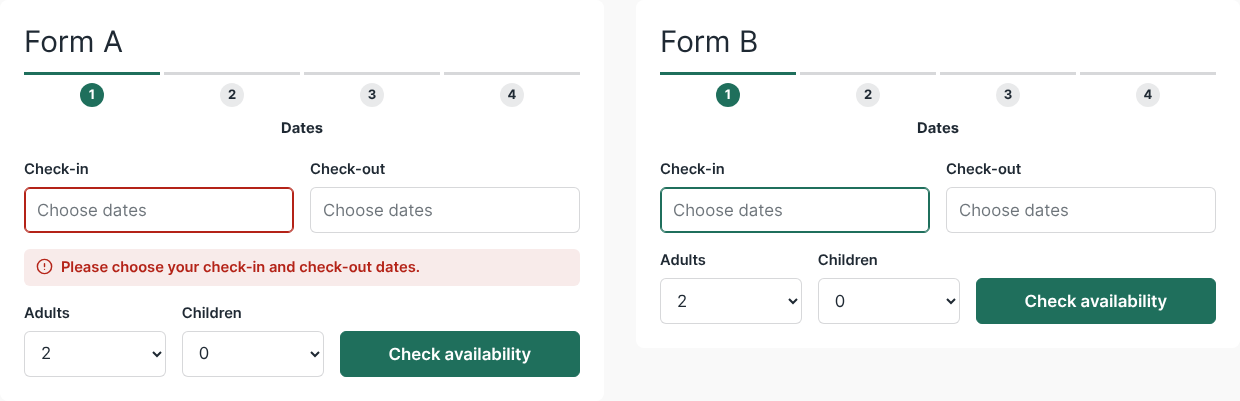 Form A
1 2 3 4
Dates
Check-in Check-out
Choose dates Choose dates
Please choose your check-in and check-out dates.
Adults Children
2 0 Check availability
Form B
1 2 3 4
Dates
Check-in Check-out
Choose dates Choose dates
Adults Children
2 0 Check availability